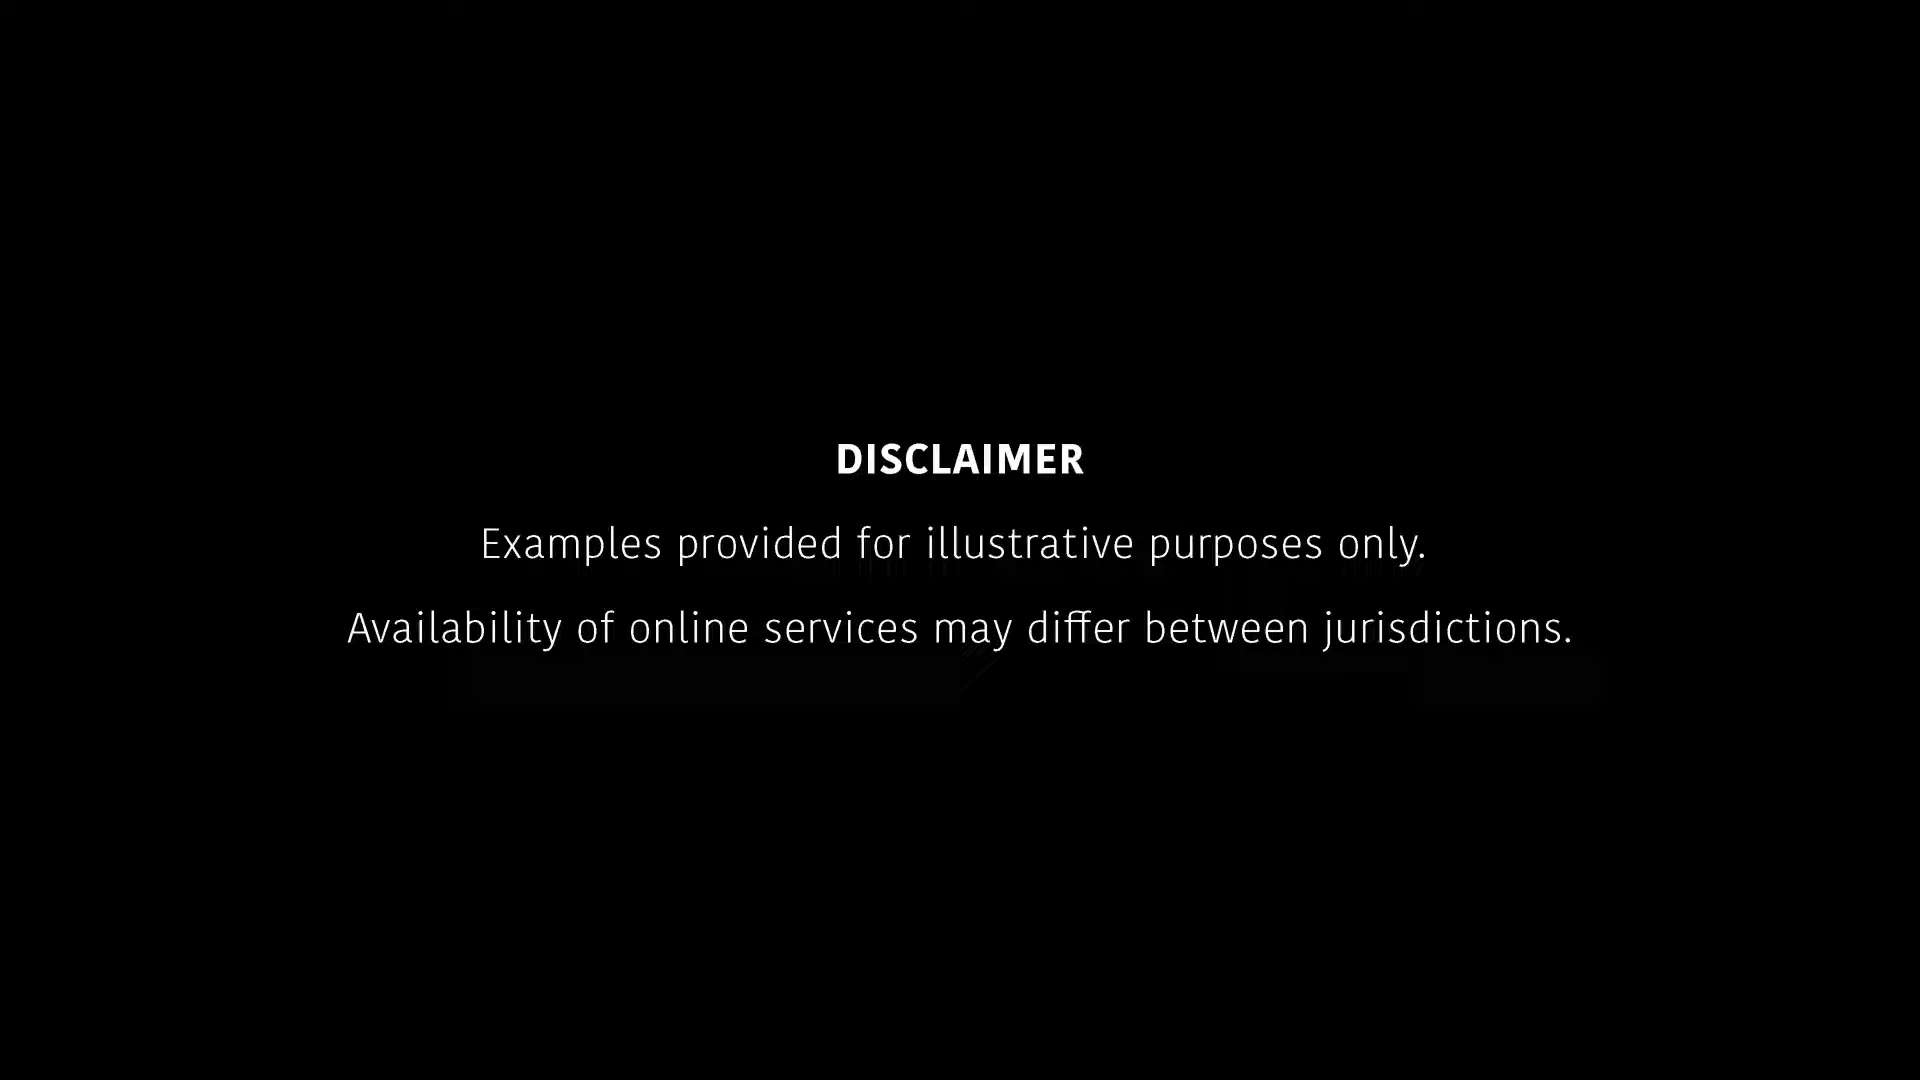 DISCLAIMER
Examples provided for illustrative purposes only.
Availability of online services may differ between jurisdictions.